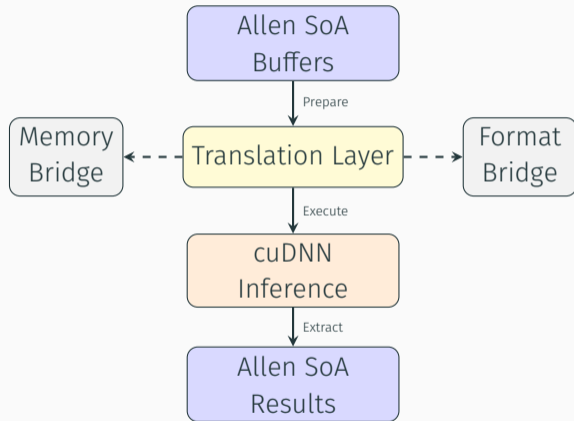 Allen SoA
Buffers
Prepare
Memory
Bridge
Translation Layer
Format
Bridge
Execute
cuDNN
Inference
Extract
Allen SoA
Results